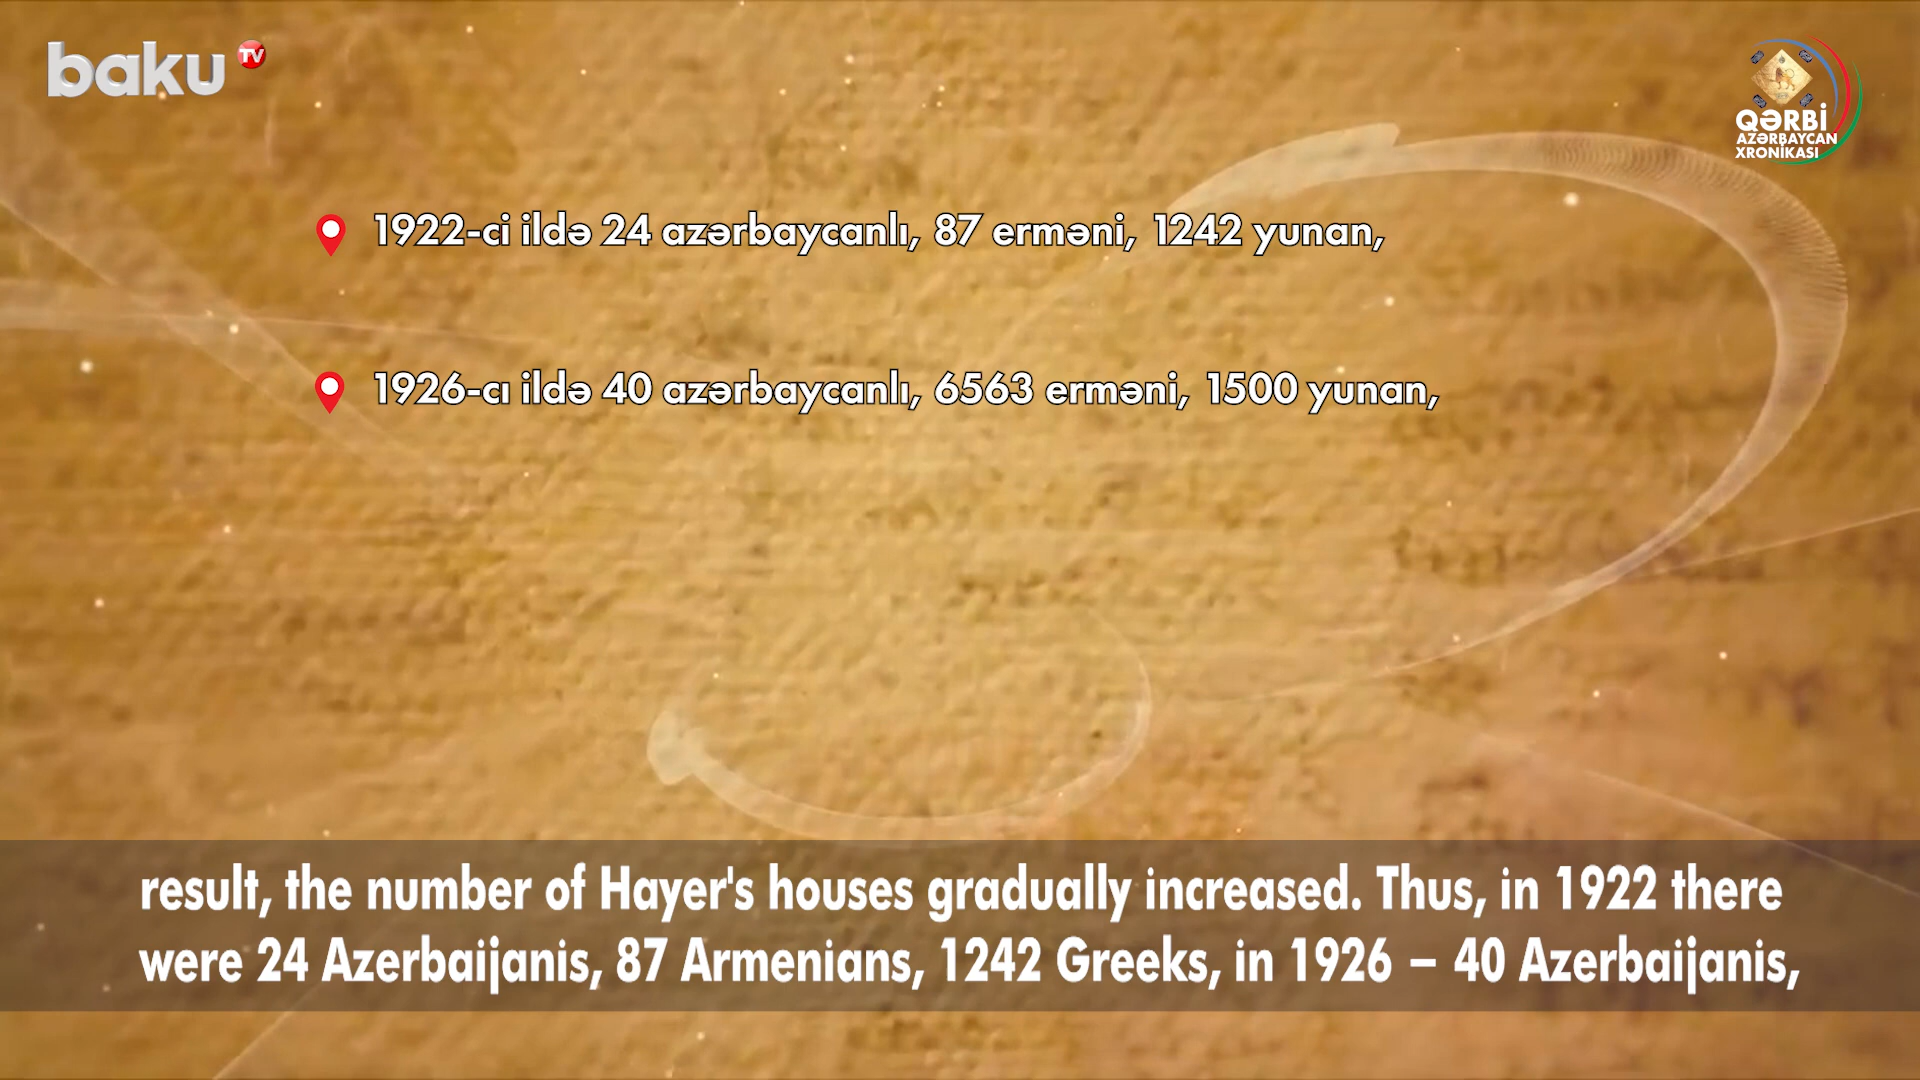 baku TV
QƏRBİ
AZƏRBAYCAN
XRONİKASI
1922-ci ildə 24 azərbaycanlı, 87 erməni, 1242 yunan,
1926-cı ildə 40 azərbaycanlı, 6563 erməni, 1500 yunan,
result, the number of Hayer's houses gradually increased. Thus, in 1922 there
were 24 Azerbaijanis, 87 Armenians, 1242 Greeks, in 1926 – 40 Azerbaijanis,